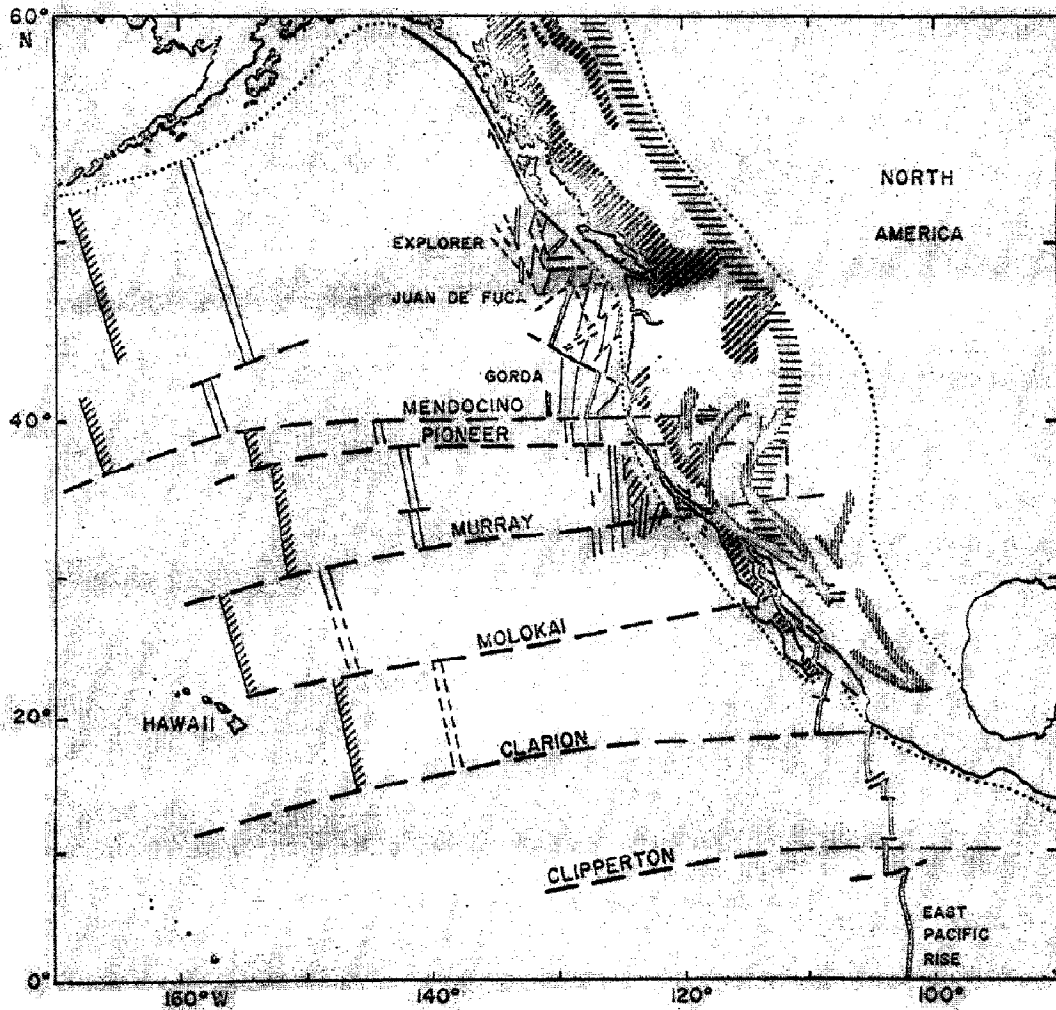 60°
N
NORTH
AMERICA
EXPLORER
JUAN DE FUCA
GORDA
40°
MENDOCINO
PIONEER
MURRAY
MOLOKAI
20°
HAWAII
CLARION
CLIPPERTON
EAST
PACIFIC
RISE
0°
160°W
140°
120°
100°